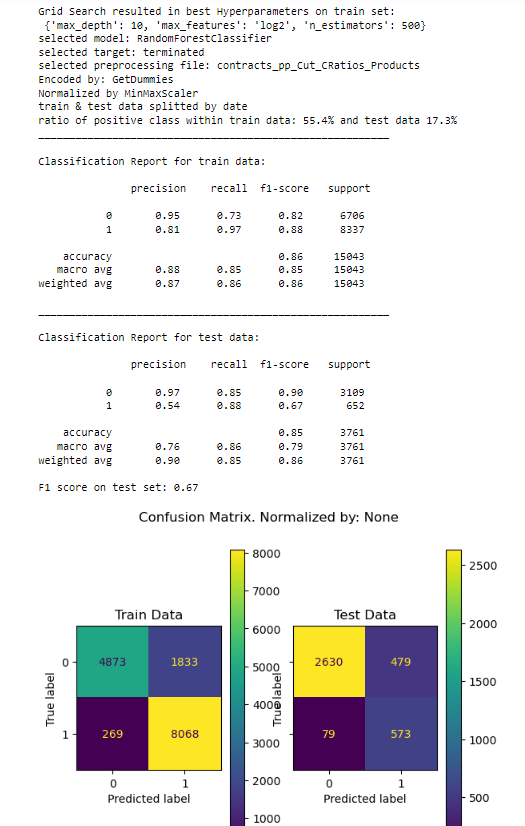 Grid Search resulted in best Hyperparameters on train set:
{'max_depth': 10, 'max_features': 'log2', 'n_estimators': 500}
selected model: RandomForestClassifier
selected target: terminated
selected preprocessing file: contracts_pp_Cut_CRatios_Products
Encoded by: GetDummies
Normalized by MinMaxScaler
train & test data splitted by date
ratio of positive class within train data: 55.4% and test data 17.3%
Classification Report for train data:
precision recall f1-score support
0 0.95 0.73 0.82 6706
1 0.81 0.97 0.88 8337
accuracy 0.86 15043
macro avg 0.88 0.85 0.85 15043
weighted avg 0.87 0.86 0.86 15043
Classification Report for test data:
precision recall f1-score support
0 0.97 0.85 0.90 3109
1 0.54 0.88 0.67 652
accuracy 0.85 3761
macro avg 0.76 0.86 0.79 3761
weighted avg 0.90 0.85 0.86 3761
F1 score on test set: 0.67
Confusion Matrix. Normalized by: None
Train Data
True label
0
1
4873 1833
269 8068
0 1
Predicted label
8000
7000
6000
5000
4000
3000
2000
1000
Test Data
True label
2630 479
79 573
0 1
Predicted label
2500
2000
1500
1000
500